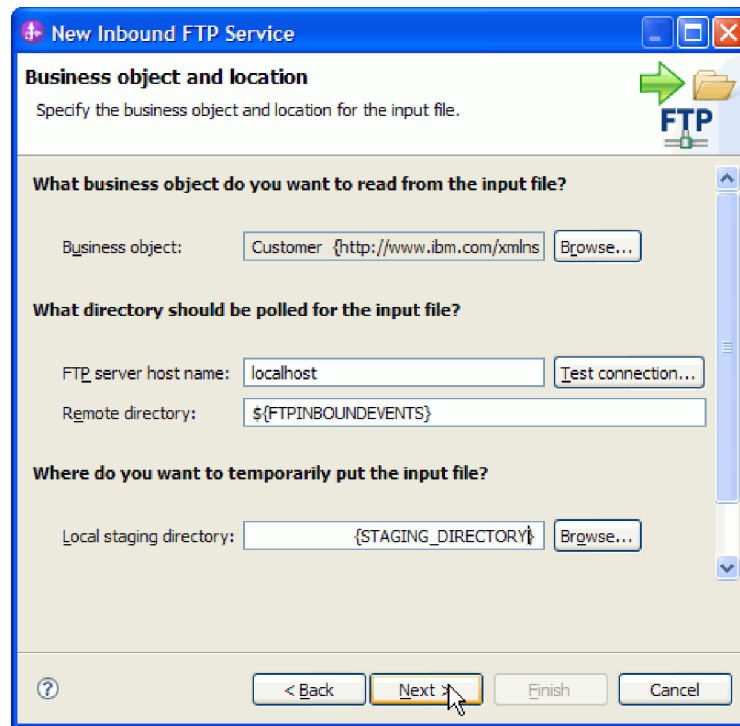 New Inbound FTP Service
Business object and location
Specify the business object and location for the input file.
FTP
What business object do you want to read from the input file?
Business object: Customer {http://www.ibm.com/xmlns Browse...
What directory should be polled for the input file?
FTP server host name: localhost Test connection...
Remote directory: ${FTPINBOUNDEVENTS}
Where do you want to temporarily put the input file?
Local staging directory: {STAGING_DIRECTORY} Browse...
? < Back Next > Finish Cancel